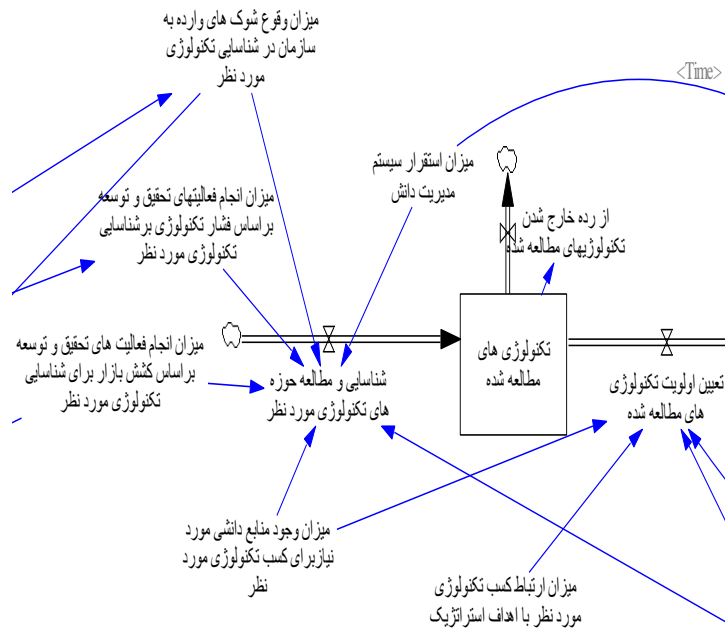 میزان وقوع شوک های وارده به
سازمان در شناسایی تکنولوژی
مورد نظر
<Time>
میزان استقرار سیستم
مدیریت دانش
میزان انجام فعالیتهای تحقیق و توسعه
براساس فشار تکنولوژی برشناسایی
تکنولوژی مورد نظر
از رده خارج شدن
تکنولوژیهای مطالعه شده
میزان انجام فعالیت های تحقیق و توسعه
براساس کشش بازار برای شناسایی
تکنولوژی مورد نظر
شناسایی و مطالعه حوزه
های تکنولوژی مورد نظر
تکنولوژی های
مطالعه شده
تعیین اولویت تکنولوژی
های مطالعه شده
میزان وجود منابع دانشی مورد
نیازبرای کسب تکنولوژی مورد
نظر
میزان ارتباط کسب تکنولوژی
مورد نظر با اهداف استراتژیک